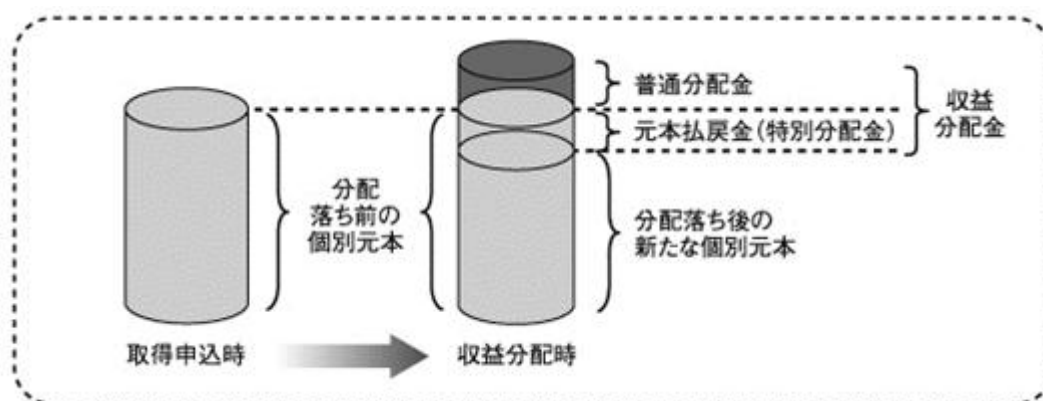 普通分配金
収益
分配金
元本払戻金(特別分配金)
分配
落ち前の
個別元本
分配落ち後の
新たな個別元本
取得申込時
収益分配時